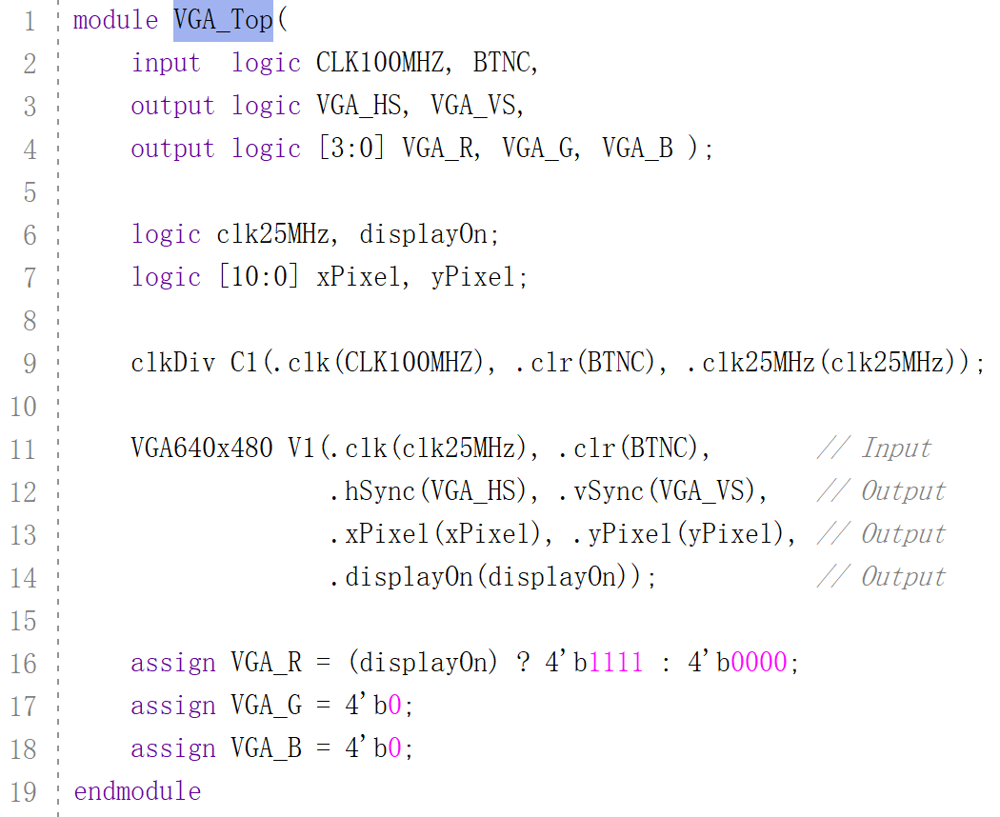 1 module VGA_Top(
2 input  logic CLK100MHZ, BTNC,
3 output logic VGA_HS, VGA_VS,
4 output logic [3:0] VGA_R, VGA_G, VGA_B );
5
6 logic clk25MHz, displayOn;
7 logic [10:0] xPixel, yPixel;
8
9 clkDiv C1(.clk(CLK100MHZ), .clr(BTNC), .clk25MHz(clk25MHz));
10
11 VGA640x480 V1(.clk(clk25MHz), .clr(BTNC), // Input
12 .hSync(VGA_HS), .vSync(VGA_VS), // Output
13 .xPixel(xPixel), .yPixel(yPixel), // Output
14 .displayOn(displayOn)); // Output
15
16 assign VGA_R = (displayOn) ? 4'b1111 : 4'b0000;
17 assign VGA_G = 4'b0;
18 assign VGA_B = 4'b0;
19 endmodule